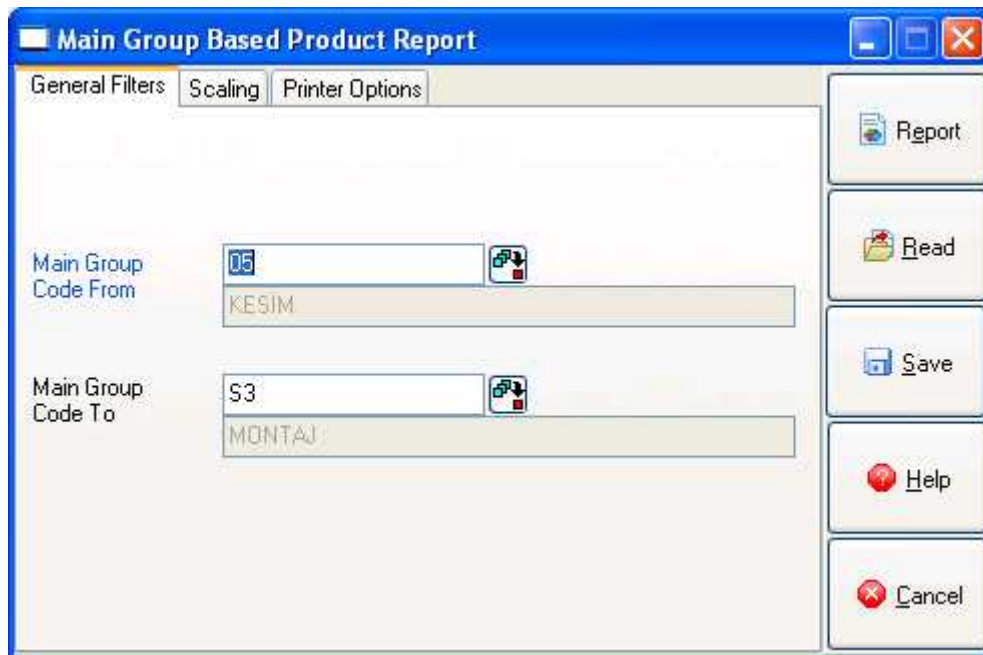 Main Group Based Product Report
General Filters Scaling Printer Options
Report
Read
Main Group
Code From
05
KESIM
Save
Main Group
Code To
S3
MONTAJ
Help
Cancel